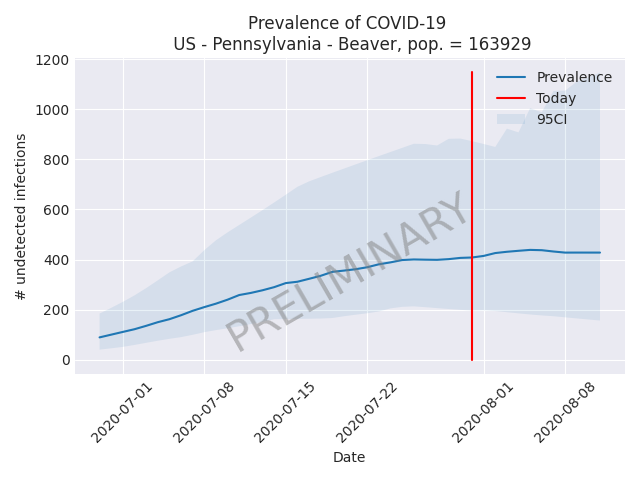 Prevalence of COVID-19
US - Pennsylvania - Beaver, pop. = 163929
1200
1000
800
600
400
200
0
# undetected infections
Prevalence
Today
95CI
PRELIMINARY
2020-07-01
2020-07-08
2020-07-15
2020-07-22
2020-08-01
2020-08-08
Date